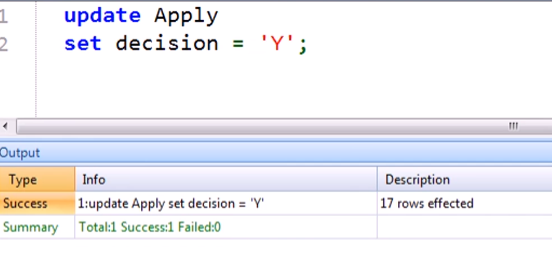 1 update Apply
2 set decision = 'Y';
Output
Type Info Description
Success 1:update Apply set decision = 'Y' 17 rows effected
Summary Total:1 Success:1 Failed:0